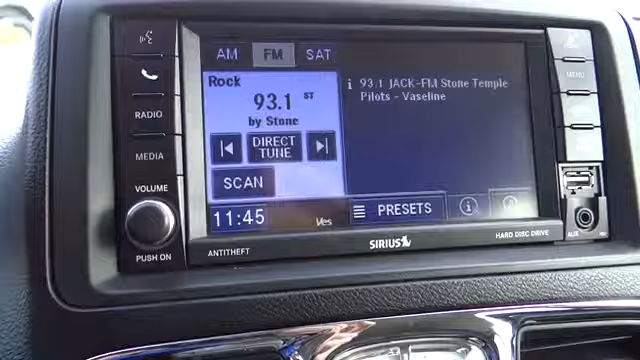 AM FM SAT
Rock
93.1 ST
by Stone
DIRECT
TUNE
SCAN
11:45
Yes
i 93.1 JACK-FM Stone Temple
Pilots - Vaseline
PRESETS
i
RADIO
MEDIA
VOLUME
PUSH ON
MENU
ANTITHEFT
SIRIUS
HARD DISC DRIVE
AUX